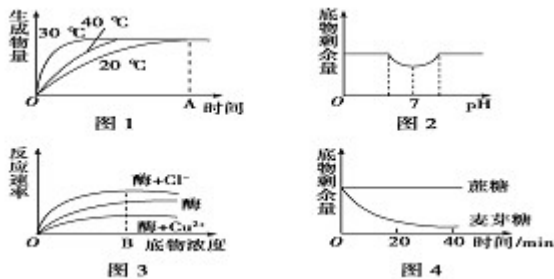 生成物量
30 ℃
40 ℃
20 ℃
O
A
时间
图 1
底物剩余量
O
7
pH
图 2
反应速率
酶+Cl⁻
酶
酶+Cu²⁺
O
B
底物浓度
图 3
底物剩余量
蔗糖
麦芽糖
O
20
40
时间/min
图 4